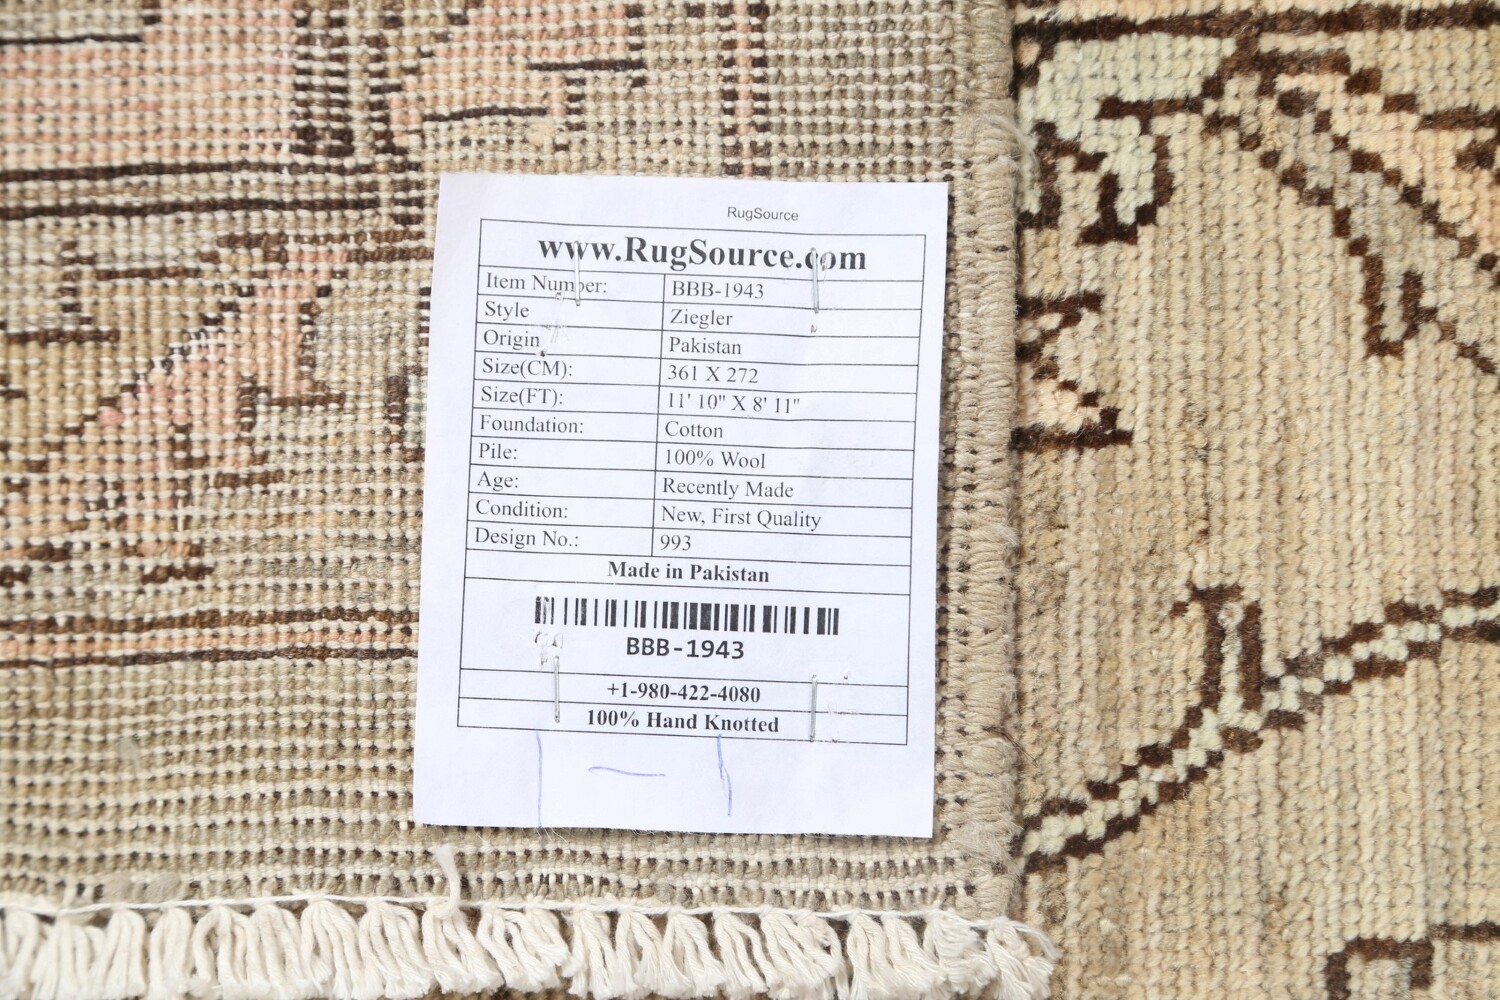 RugSource
www.RugSource.com
Item Number: BBB-1943
Style Ziegler
Origin Pakistan
Size(CM): 361 X 272
Size(FT): 11' 10" X 8' 11"
Foundation: Cotton
Pile: 100% Wool
Age: Recently Made
Condition: New, First Quality
Design No.: 993
Made in Pakistan
BBB-1943
+1-980-422-4080
100% Hand Knotted
1-1